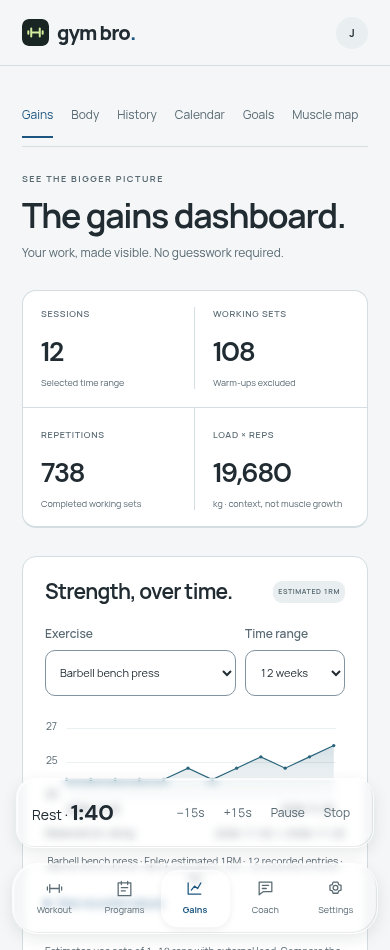 gym bro.
J
Gains Body History Calendar Goals Muscle map
SEE THE BIGGER PICTURE
The gains dashboard.
Your work, made visible. No guesswork required.
SESSIONS
12
Selected time range
WORKING SETS
108
Warm-ups excluded
REPETITIONS
738
Completed working sets
LOAD × REPS
19,680
kg · context, not muscle growth
Strength, over time.
ESTIMATED 1RM
Exercise
Barbell bench press
Time range
12 weeks
27
25
Rest · 1:40 −15s +15s Pause Stop
Barbell bench press · Epley estimated 1RM · 12 recorded entries ·
Workout Programs Gains Coach Settings